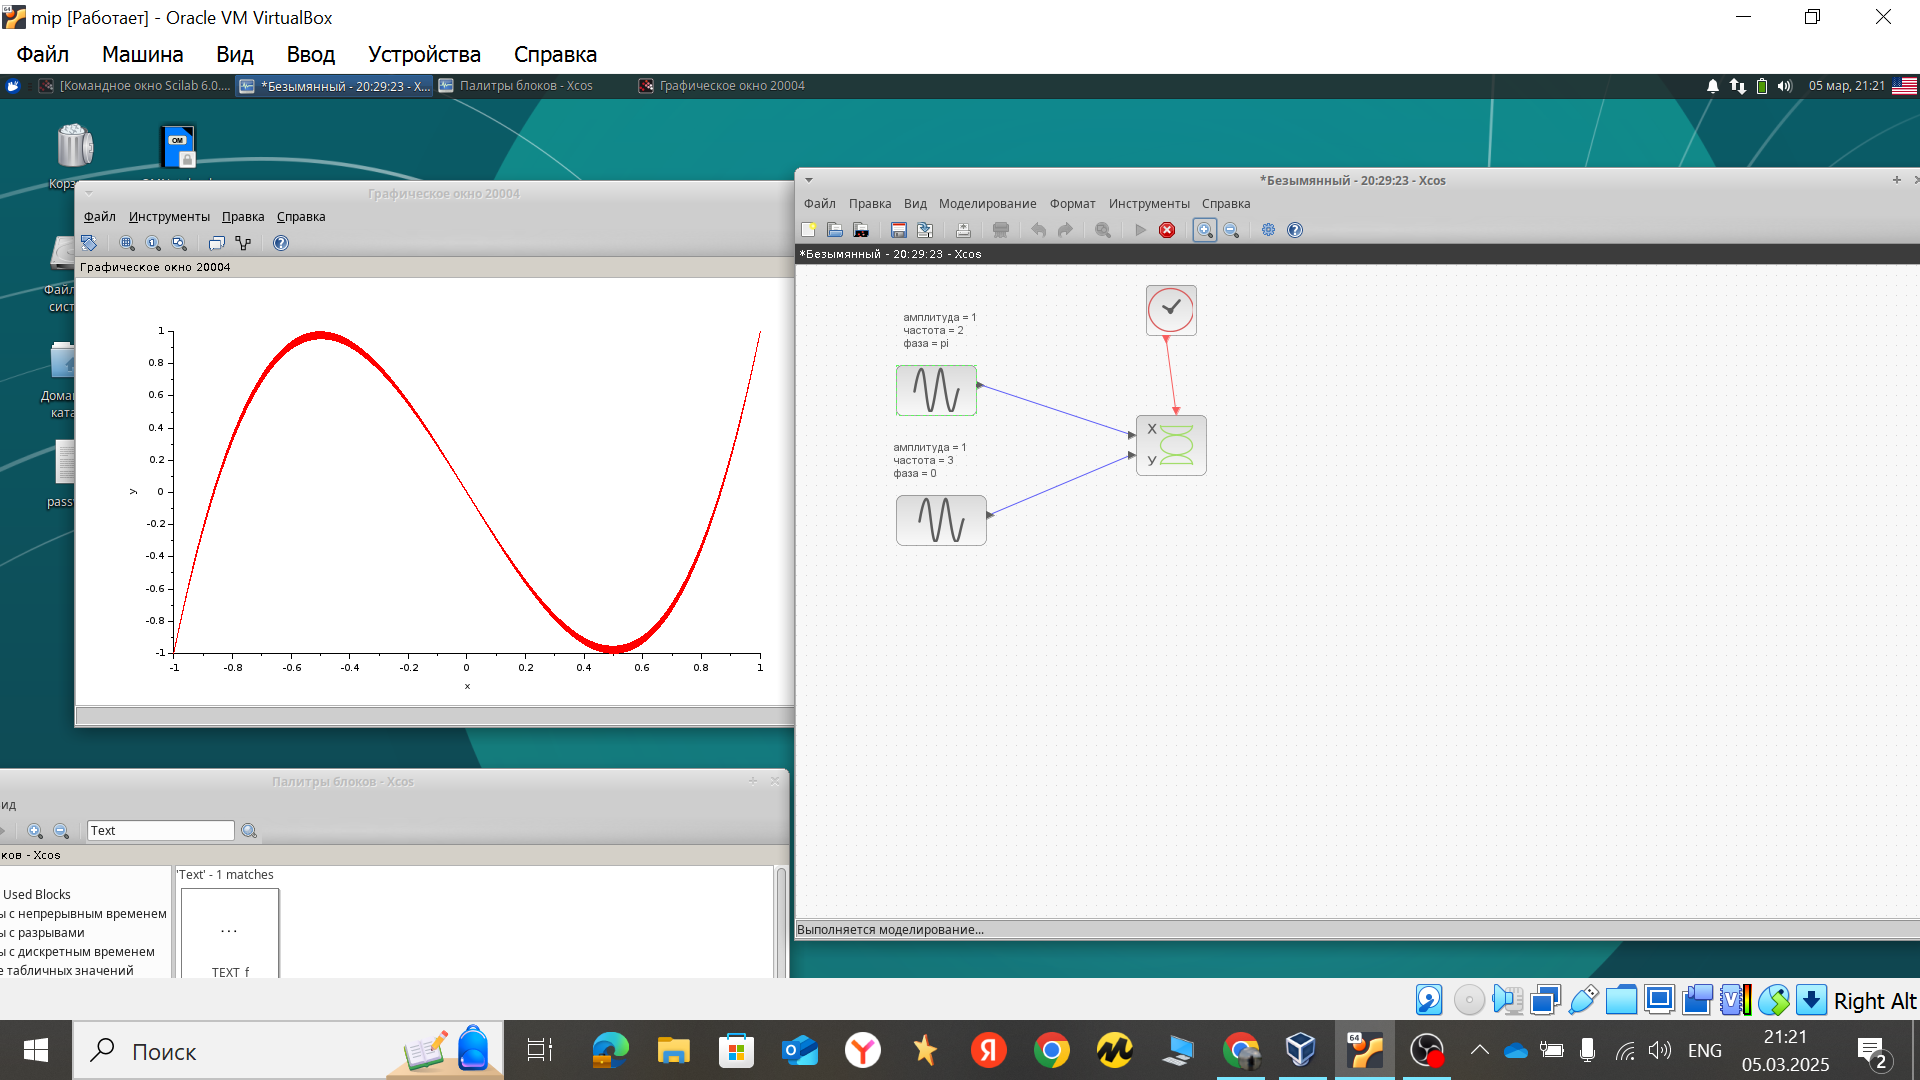 mip [Работает] - Oracle VM VirtualBox
Файл Машина Вид Ввод Устройства Справка
[Командное окно Scilab 6.0.... *Безымянный - 20:29:23 - X... Палитры блоков - Xcos Графическое окно 20004 05 мар, 21:21
OM
Графическое окно 20004
Файл Инструменты Правка Справка
Графическое окно 20004
1
0.8
0.6
0.4
0.2
0
-0.2
-0.4
-0.6
-0.8
-1
y
-1 -0.8 -0.6 -0.4 -0.2 0 0.2 0.4 0.6 0.8 1
x
*Безымянный - 20:29:23 - Xcos
Файл Правка Вид Моделирование Формат Инструменты Справка
*Безымянный - 20:29:23 - Xcos
амплитуда = 1
частота = 2
фаза = pi
амплитуда = 1
частота = 3
фаза = 0
X
У
Выполняется моделирование...
Корз
Файл
сист
Дома
ката
pass
Палитры блоков - Xcos
ид
Text
ков - Xcos
'Text' - 1 matches
Used Blocks
ы с непрерывным временем
ы с разрывами
ы с дискретным временем
е табличных значений
...
TEXT_f
Right Alt
Поиск
64
ENG
21:21
05.03.2025
2